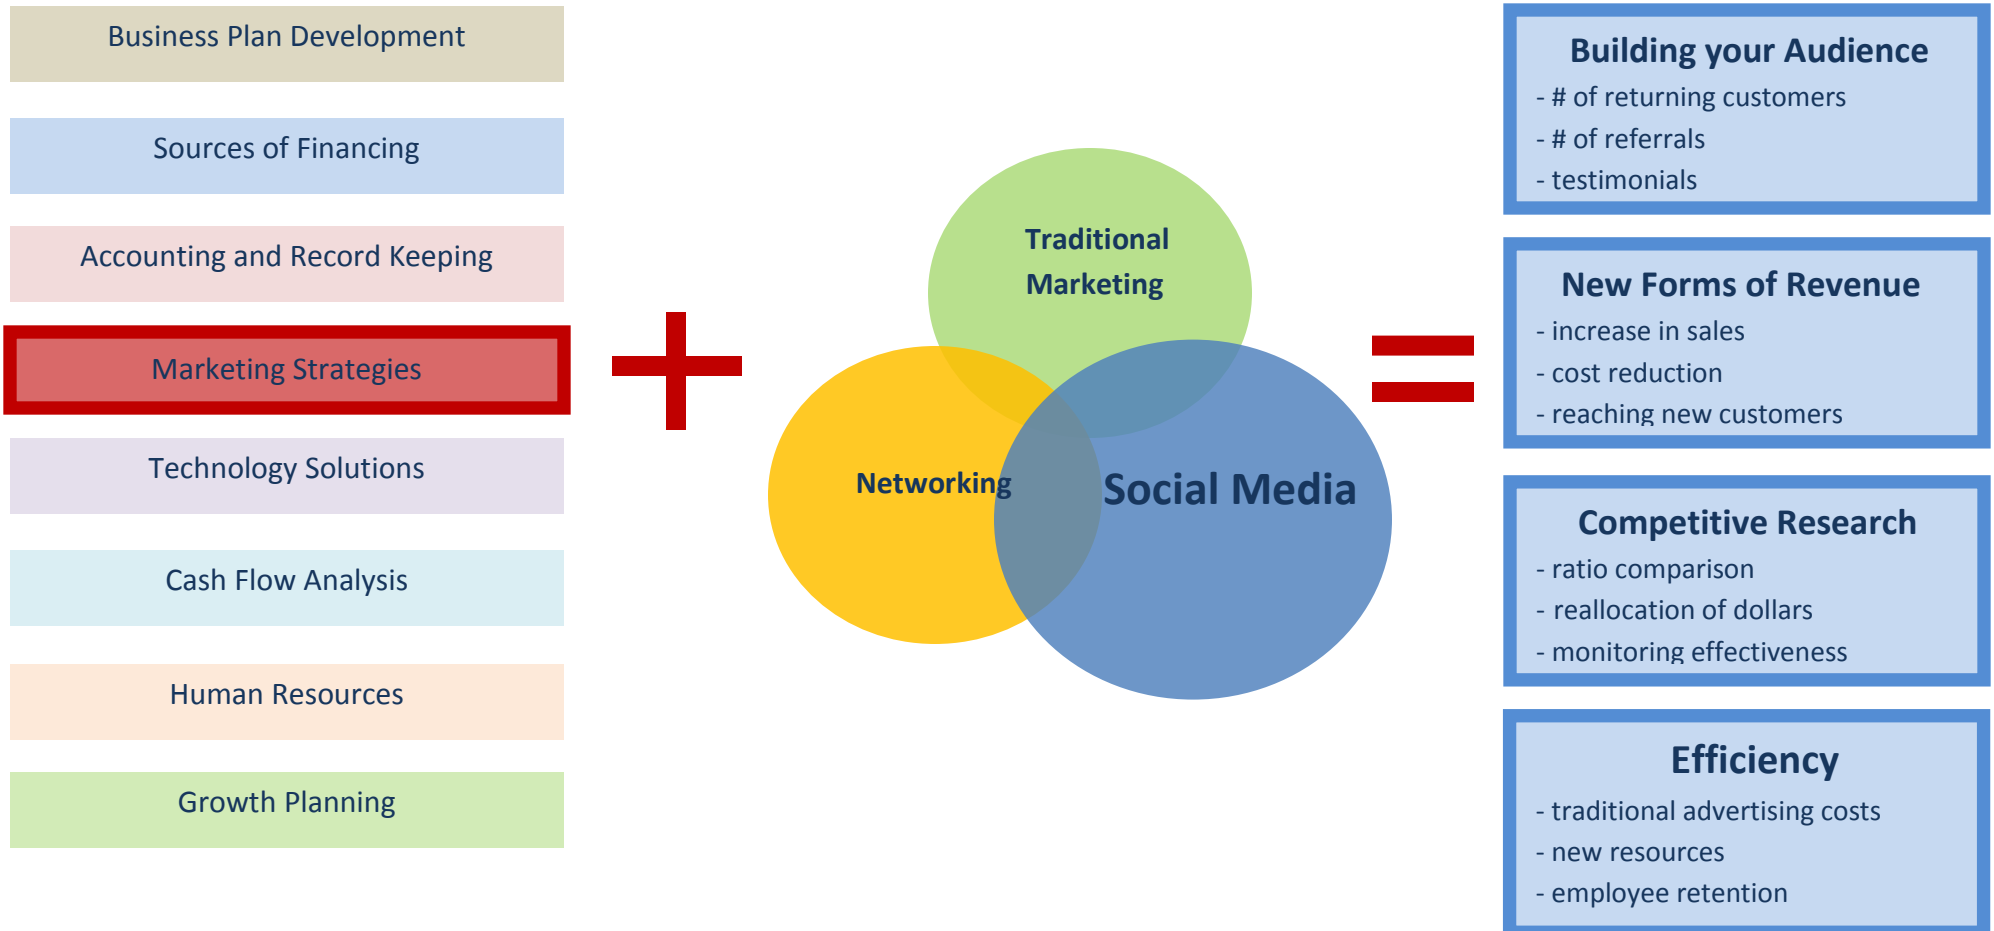 Business Plan Development
Sources of Financing
Accounting and Record Keeping
Marketing Strategies
Technology Solutions
Cash Flow Analysis
Human Resources
Growth Planning
Traditional
Marketing
Networking
Social Media
Building your Audience
- # of returning customers
- # of referrals
- testimonials
New Forms of Revenue
- increase in sales
- cost reduction
- reaching new customers
Competitive Research
- ratio comparison
- reallocation of dollars
- monitoring effectiveness
Efficiency
- traditional advertising costs
- new resources
- employee retention